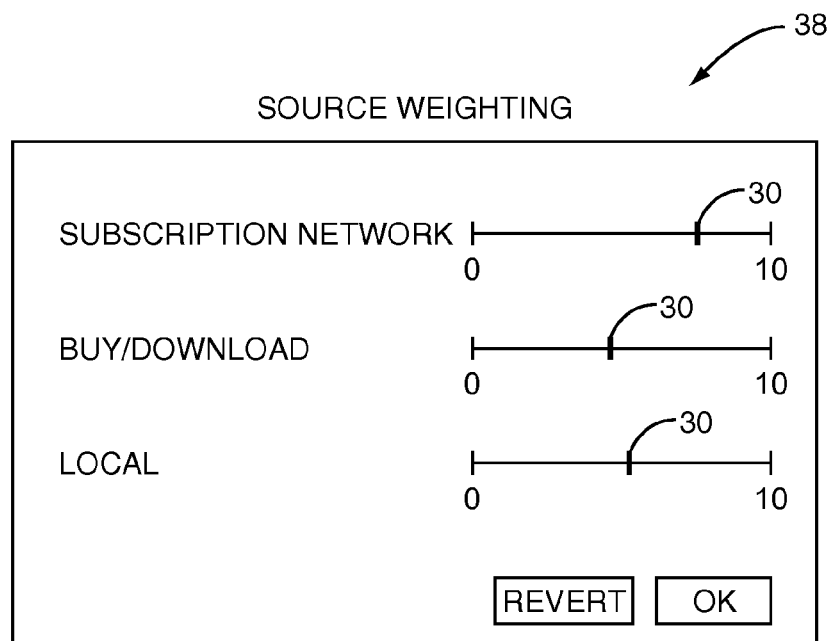 38
SOURCE WEIGHTING
30
SUBSCRIPTION NETWORK
0 10
30
BUY/DOWNLOAD
0 10
30
LOCAL
0 10
REVERT OK